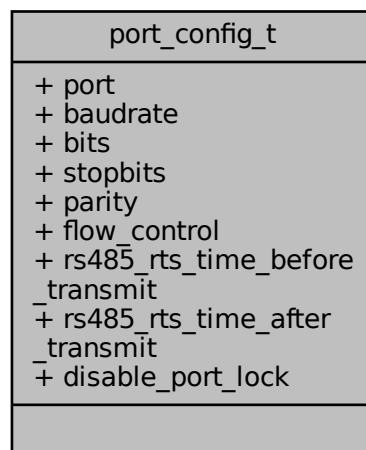 port_config_t
+ port
+ baudrate
+ bits
+ stopbits
+ parity
+ flow_control
+ rs485_rts_time_before
_transmit
+ rs485_rts_time_after
_transmit
+ disable_port_lock